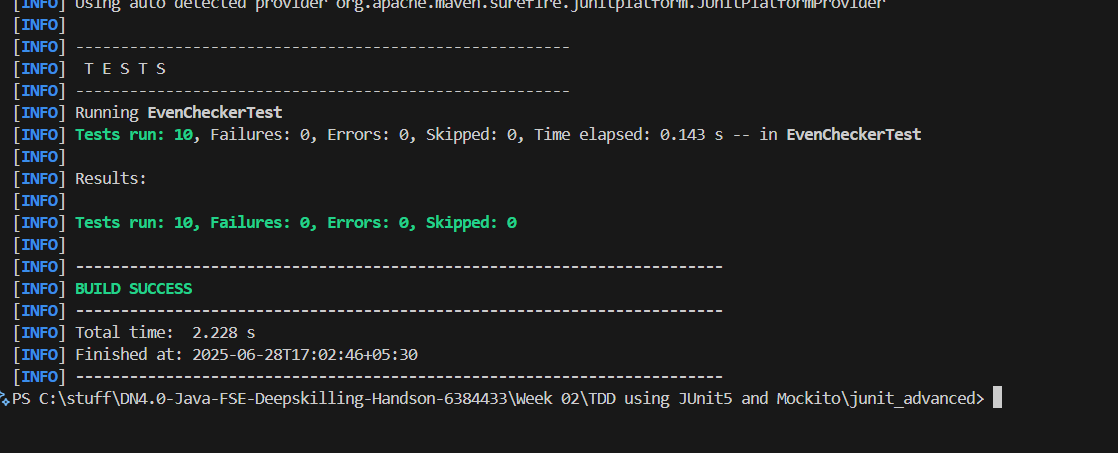 [INFO] Using auto detected provider org.apache.maven.surefire.junitplatform.JUnitPlatformProvider
[INFO]
[INFO] -------------------------------------------------------
[INFO]  T E S T S
[INFO] -------------------------------------------------------
[INFO] Running EvenCheckerTest
[INFO] Tests run: 10, Failures: 0, Errors: 0, Skipped: 0, Time elapsed: 0.143 s -- in EvenCheckerTest
[INFO]
[INFO] Results:
[INFO]
[INFO] Tests run: 10, Failures: 0, Errors: 0, Skipped: 0
[INFO]
[INFO] ------------------------------------------------------------------------
[INFO] BUILD SUCCESS
[INFO] ------------------------------------------------------------------------
[INFO] Total time:  2.228 s
[INFO] Finished at: 2025-06-28T17:02:46+05:30
[INFO] ------------------------------------------------------------------------
PS C:\stuff\DN4.0-Java-FSE-Deepskilling-Handson-6384433\Week 02\TDD using JUnit5 and Mockito\junit_advanced>